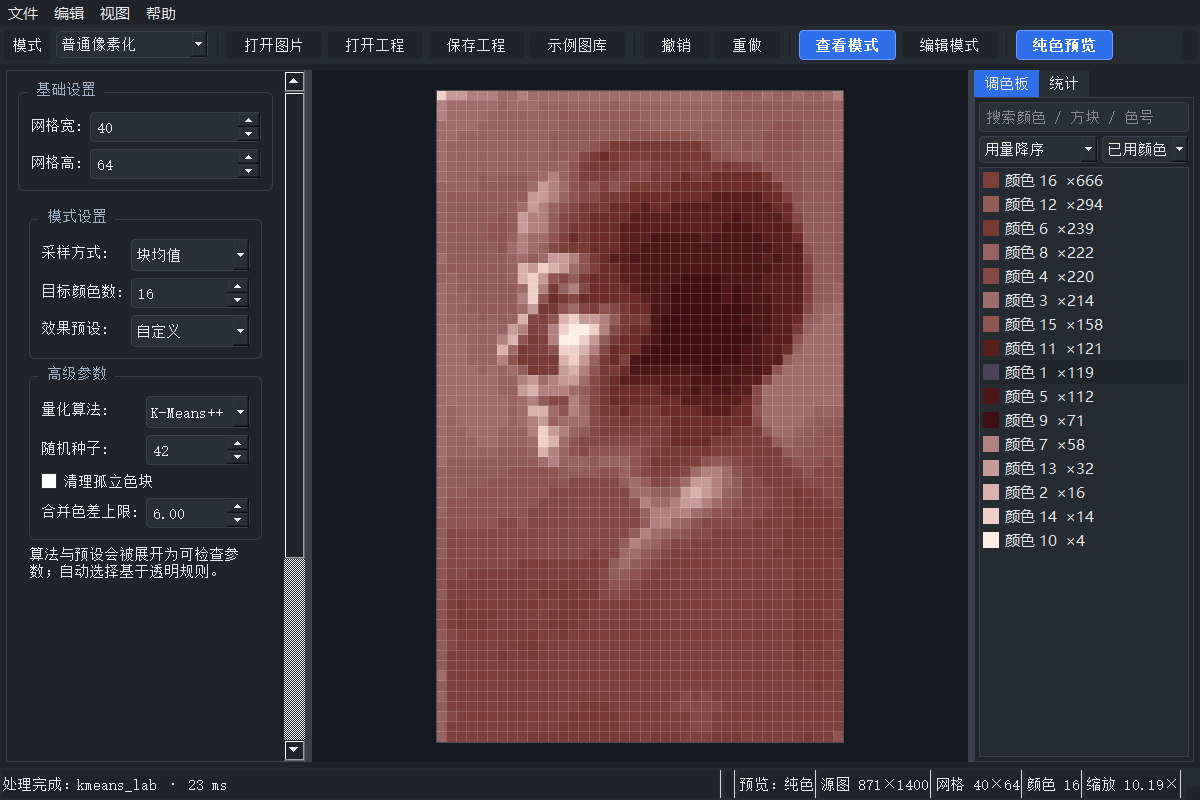 文件 编辑 视图 帮助
模式 普通像素化 打开图片 打开工程 保存工程 示例图库 撤销 重做 查看模式 编辑模式 纯色预览
基础设置
网格宽: 40
网格高: 64
模式设置
采样方式: 块均值
目标颜色数: 16
效果预设: 自定义
高级参数
量化算法: K-Means++
随机种子: 42
清理孤立色块
合并色差上限: 6.00
算法与预设会被展开为可检查参
数；自动选择基于透明规则。
调色板 统计
搜索颜色 / 方块 / 色号
用量降序 已用颜色
颜色 16 ×666
颜色 12 ×294
颜色 6 ×239
颜色 8 ×222
颜色 4 ×220
颜色 3 ×214
颜色 15 ×158
颜色 11 ×121
颜色 1 ×119
颜色 5 ×112
颜色 9 ×71
颜色 7 ×58
颜色 13 ×32
颜色 2 ×16
颜色 14 ×14
颜色 10 ×4
处理完成: kmeans_lab · 23 ms 预览: 纯色 源图 871×1400 网格 40×64 颜色 16 缩放 10.19×